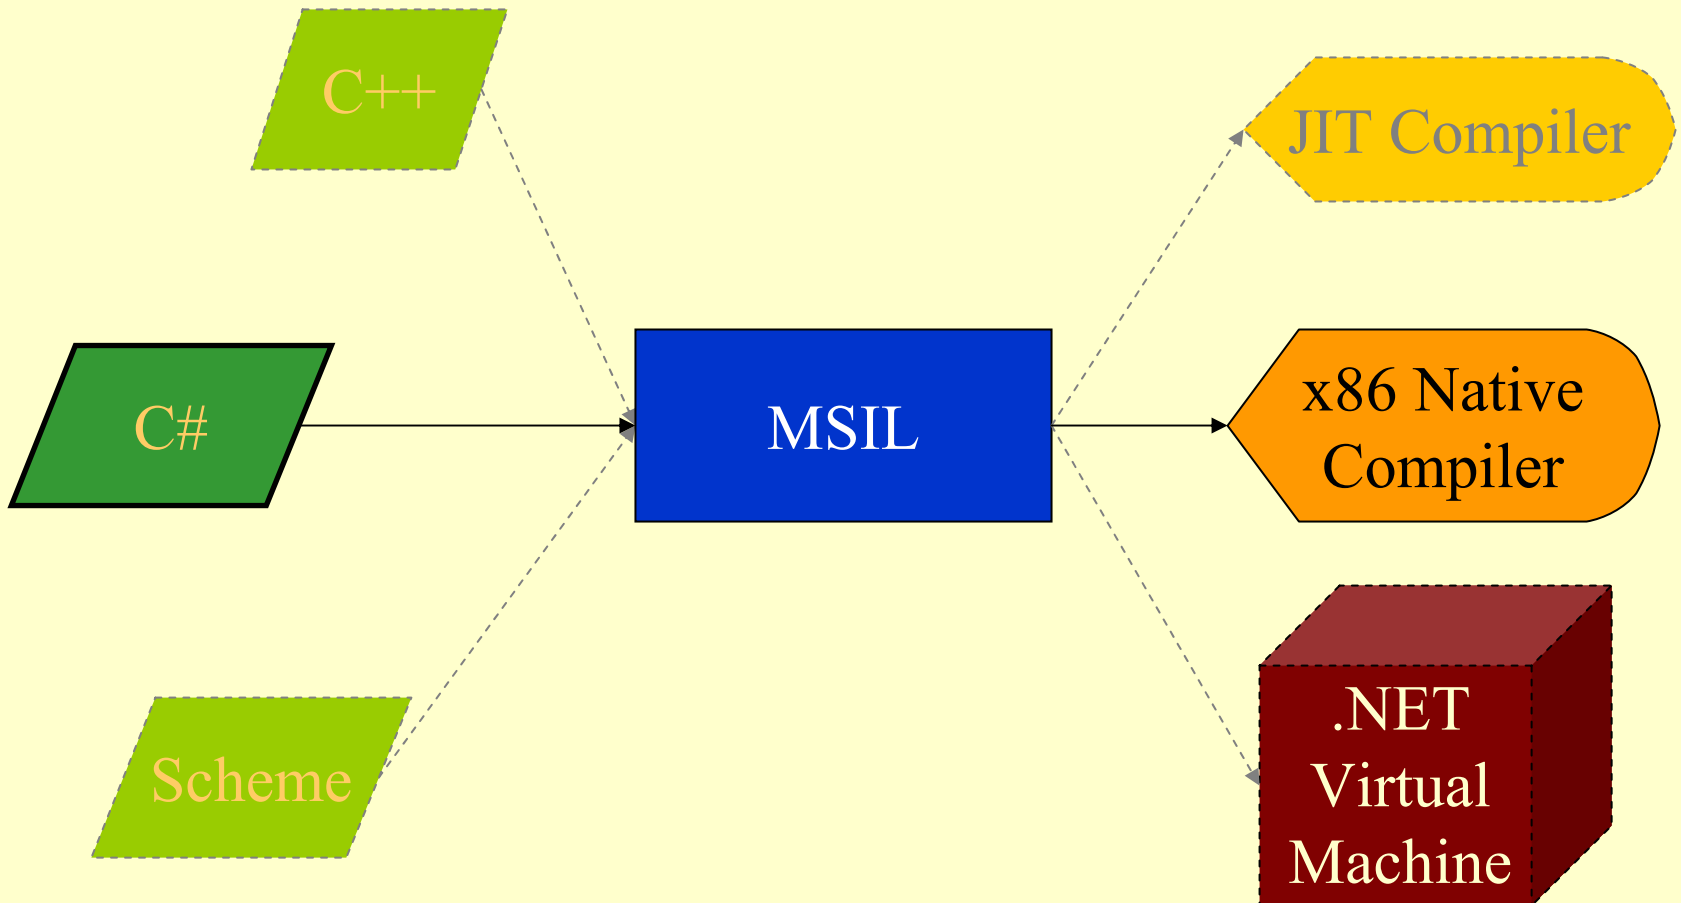 C++
JIT Compiler
C#
MSIL
x86 Native
Compiler
Scheme
.NET
Virtual
Machine